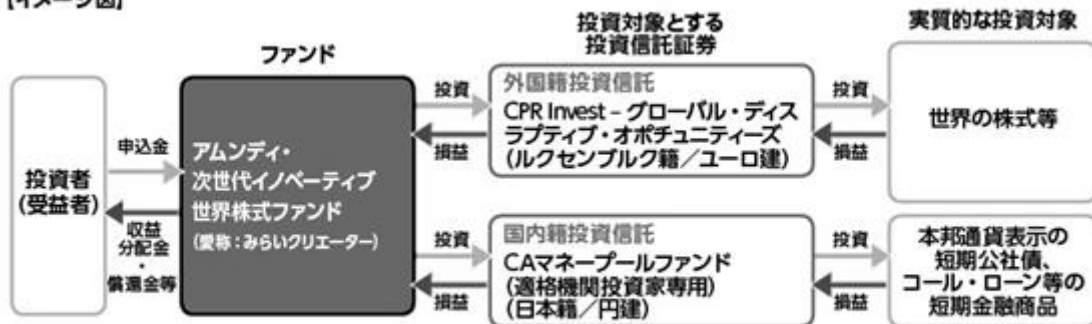 【イメージ図】
投資対象とする
投資信託証券
実質的な投資対象
ファンド
投資者
(受益者)
申込金
収益
分配金
・
償還金等
アムンディ・
次世代イノベーティブ
世界株式ファンド
(愛称:みらいクリエーター)
投資
損益
外国籍投資信託
CPR Invest – グローバル・ディス
ラプティブ・オポチュニティーズ
(ルクセンブルク籍/ユーロ建)
投資
損益
世界の株式等
投資
損益
国内籍投資信託
CAマネープールファンド
(適格機関投資家専用)
(日本籍/円建)
投資
損益
本邦通貨表示の
短期公社債、
コール・ローン等の
短期金融商品